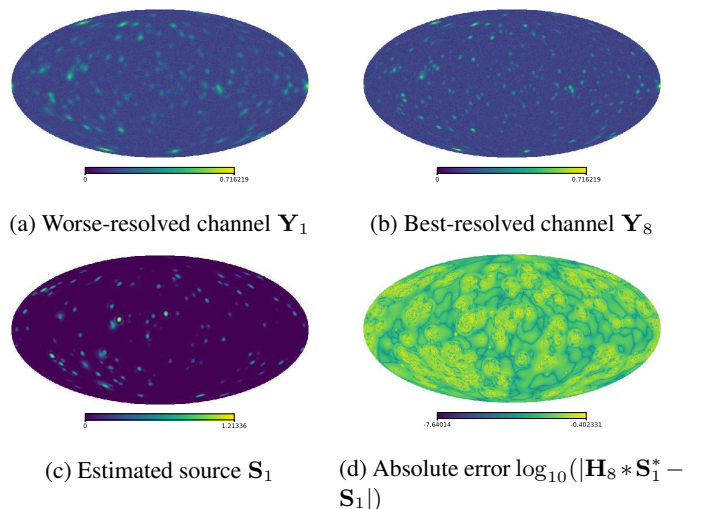 0 0.716219
0 0.716219
(a) Worse-resolved channel Y₁
(b) Best-resolved channel Y₈
0 1.21336
-7.64014 -0.402331
(c) Estimated source S₁
(d) Absolute error log₁₀(|H₈ * S₁* −
S₁|)